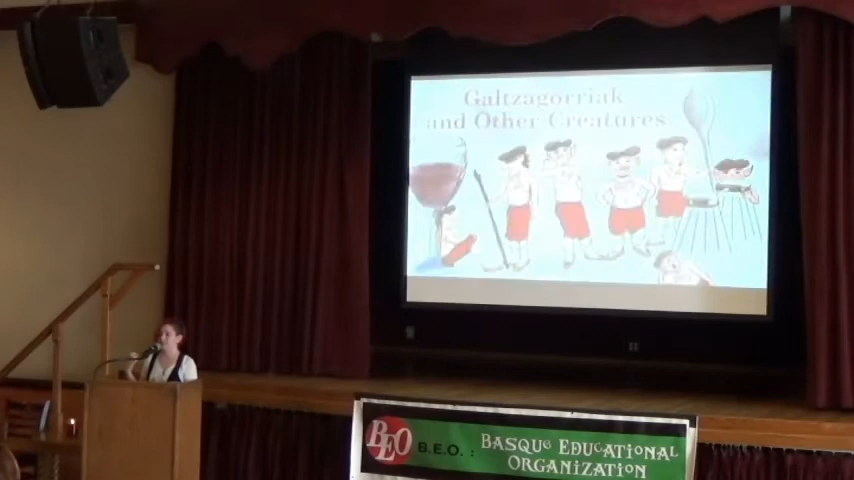 Galtzagorriak
and Other Creatures
BEO
B.E.O. :
BASQUE EDUCATIONAL
ORGANIZATION